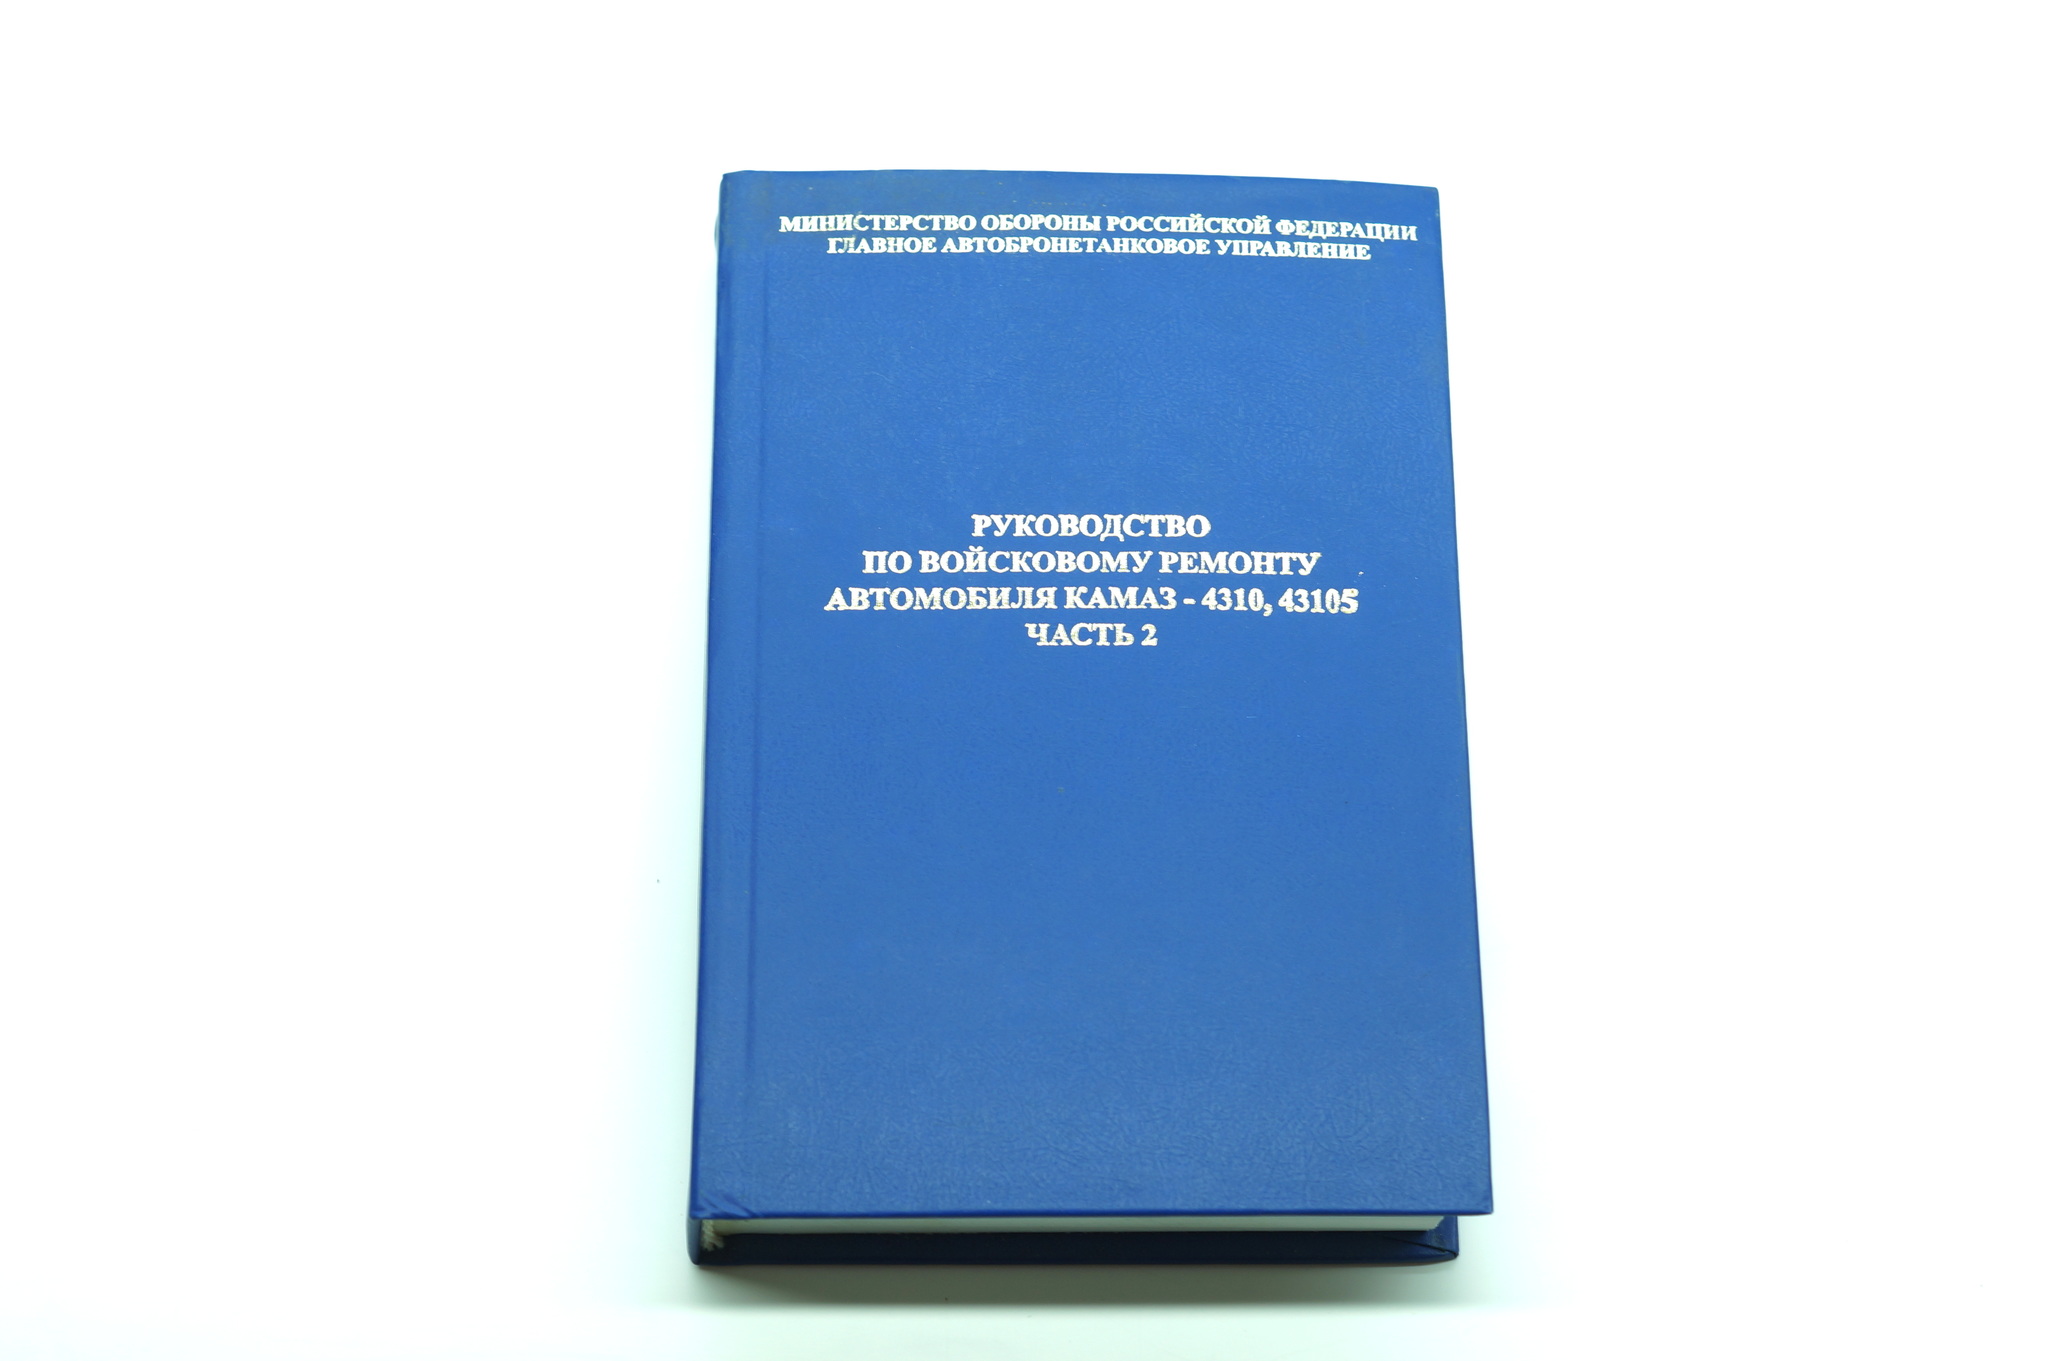 МИНИСТЕРСТВО ОБОРОНЫ РОССИЙСКОЙ ФЕДЕРАЦИИ
ГЛАВНОЕ АВТОБРОНЕТАНКОВОЕ УПРАВЛЕНИЕ
РУКОВОДСТВО
ПО ВОЙСКОВОМУ РЕМОНТУ
АВТОМОБИЛЯ КАМАЗ - 4310, 43105
ЧАСТЬ 2